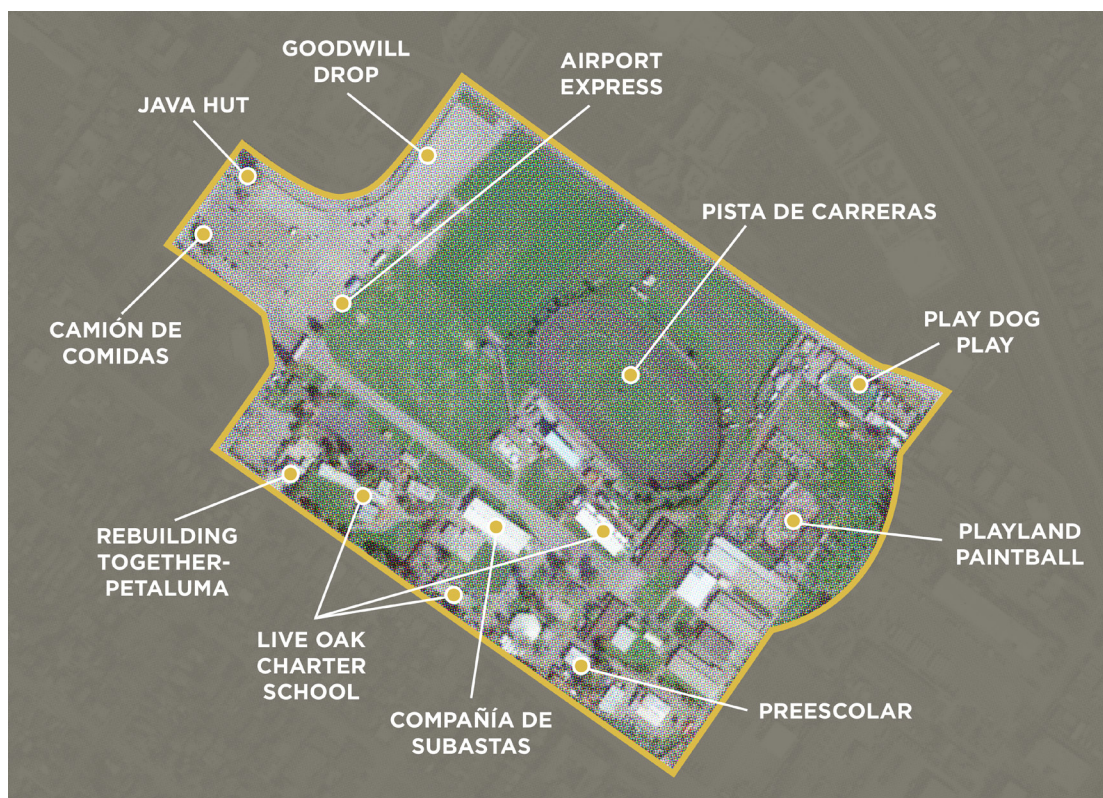 GOODWILL
DROP
AIRPORT
EXPRESS
JAVA HUT
PISTA DE CARRERAS
CAMIÓN DE
COMIDAS
PLAY DOG
PLAY
REBUILDING
TOGETHER-
PETALUMA
PLAYLAND
PAINTBALL
LIVE OAK
CHARTER
SCHOOL
COMPAÑÍA DE
SUBASTAS
PREESCOLAR